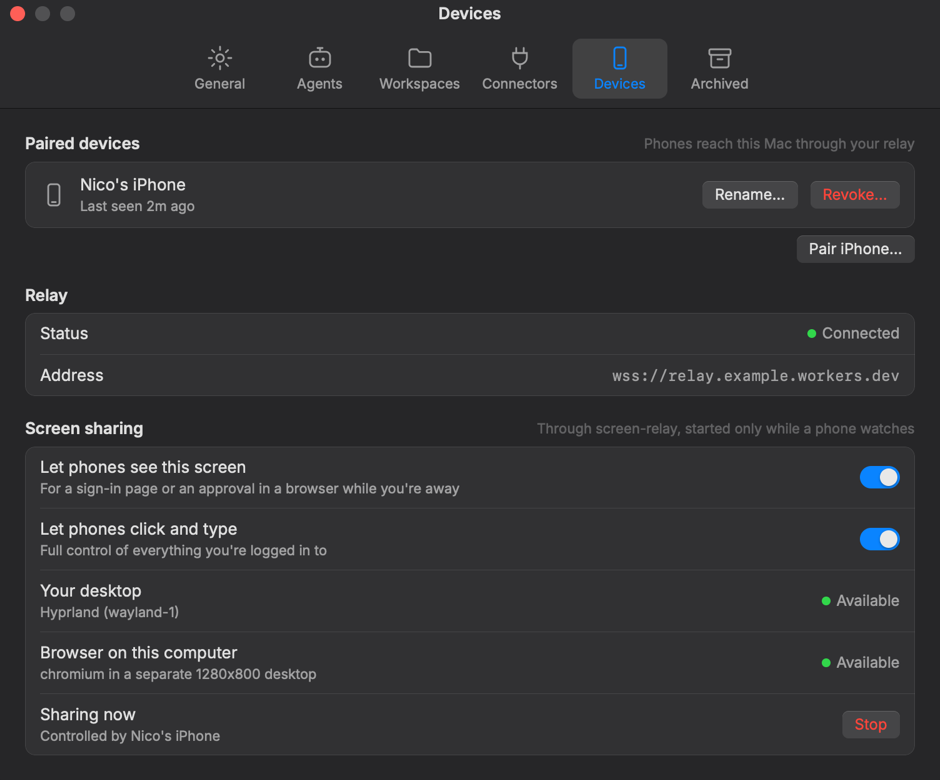 Devices
General
Agents
Workspaces
Connectors
Devices
Archived
Paired devices
Phones reach this Mac through your relay
Nico's iPhone
Last seen 2m ago
Rename...
Revoke...
Pair iPhone...
Relay
Status
Connected
Address
wss://relay.example.workers.dev
Screen sharing
Through screen-relay, started only while a phone watches
Let phones see this screen
For a sign-in page or an approval in a browser while you're away
Let phones click and type
Full control of everything you're logged in to
Your desktop
Hyprland (wayland-1)
Available
Browser on this computer
chromium in a separate 1280x800 desktop
Available
Sharing now
Controlled by Nico's iPhone
Stop